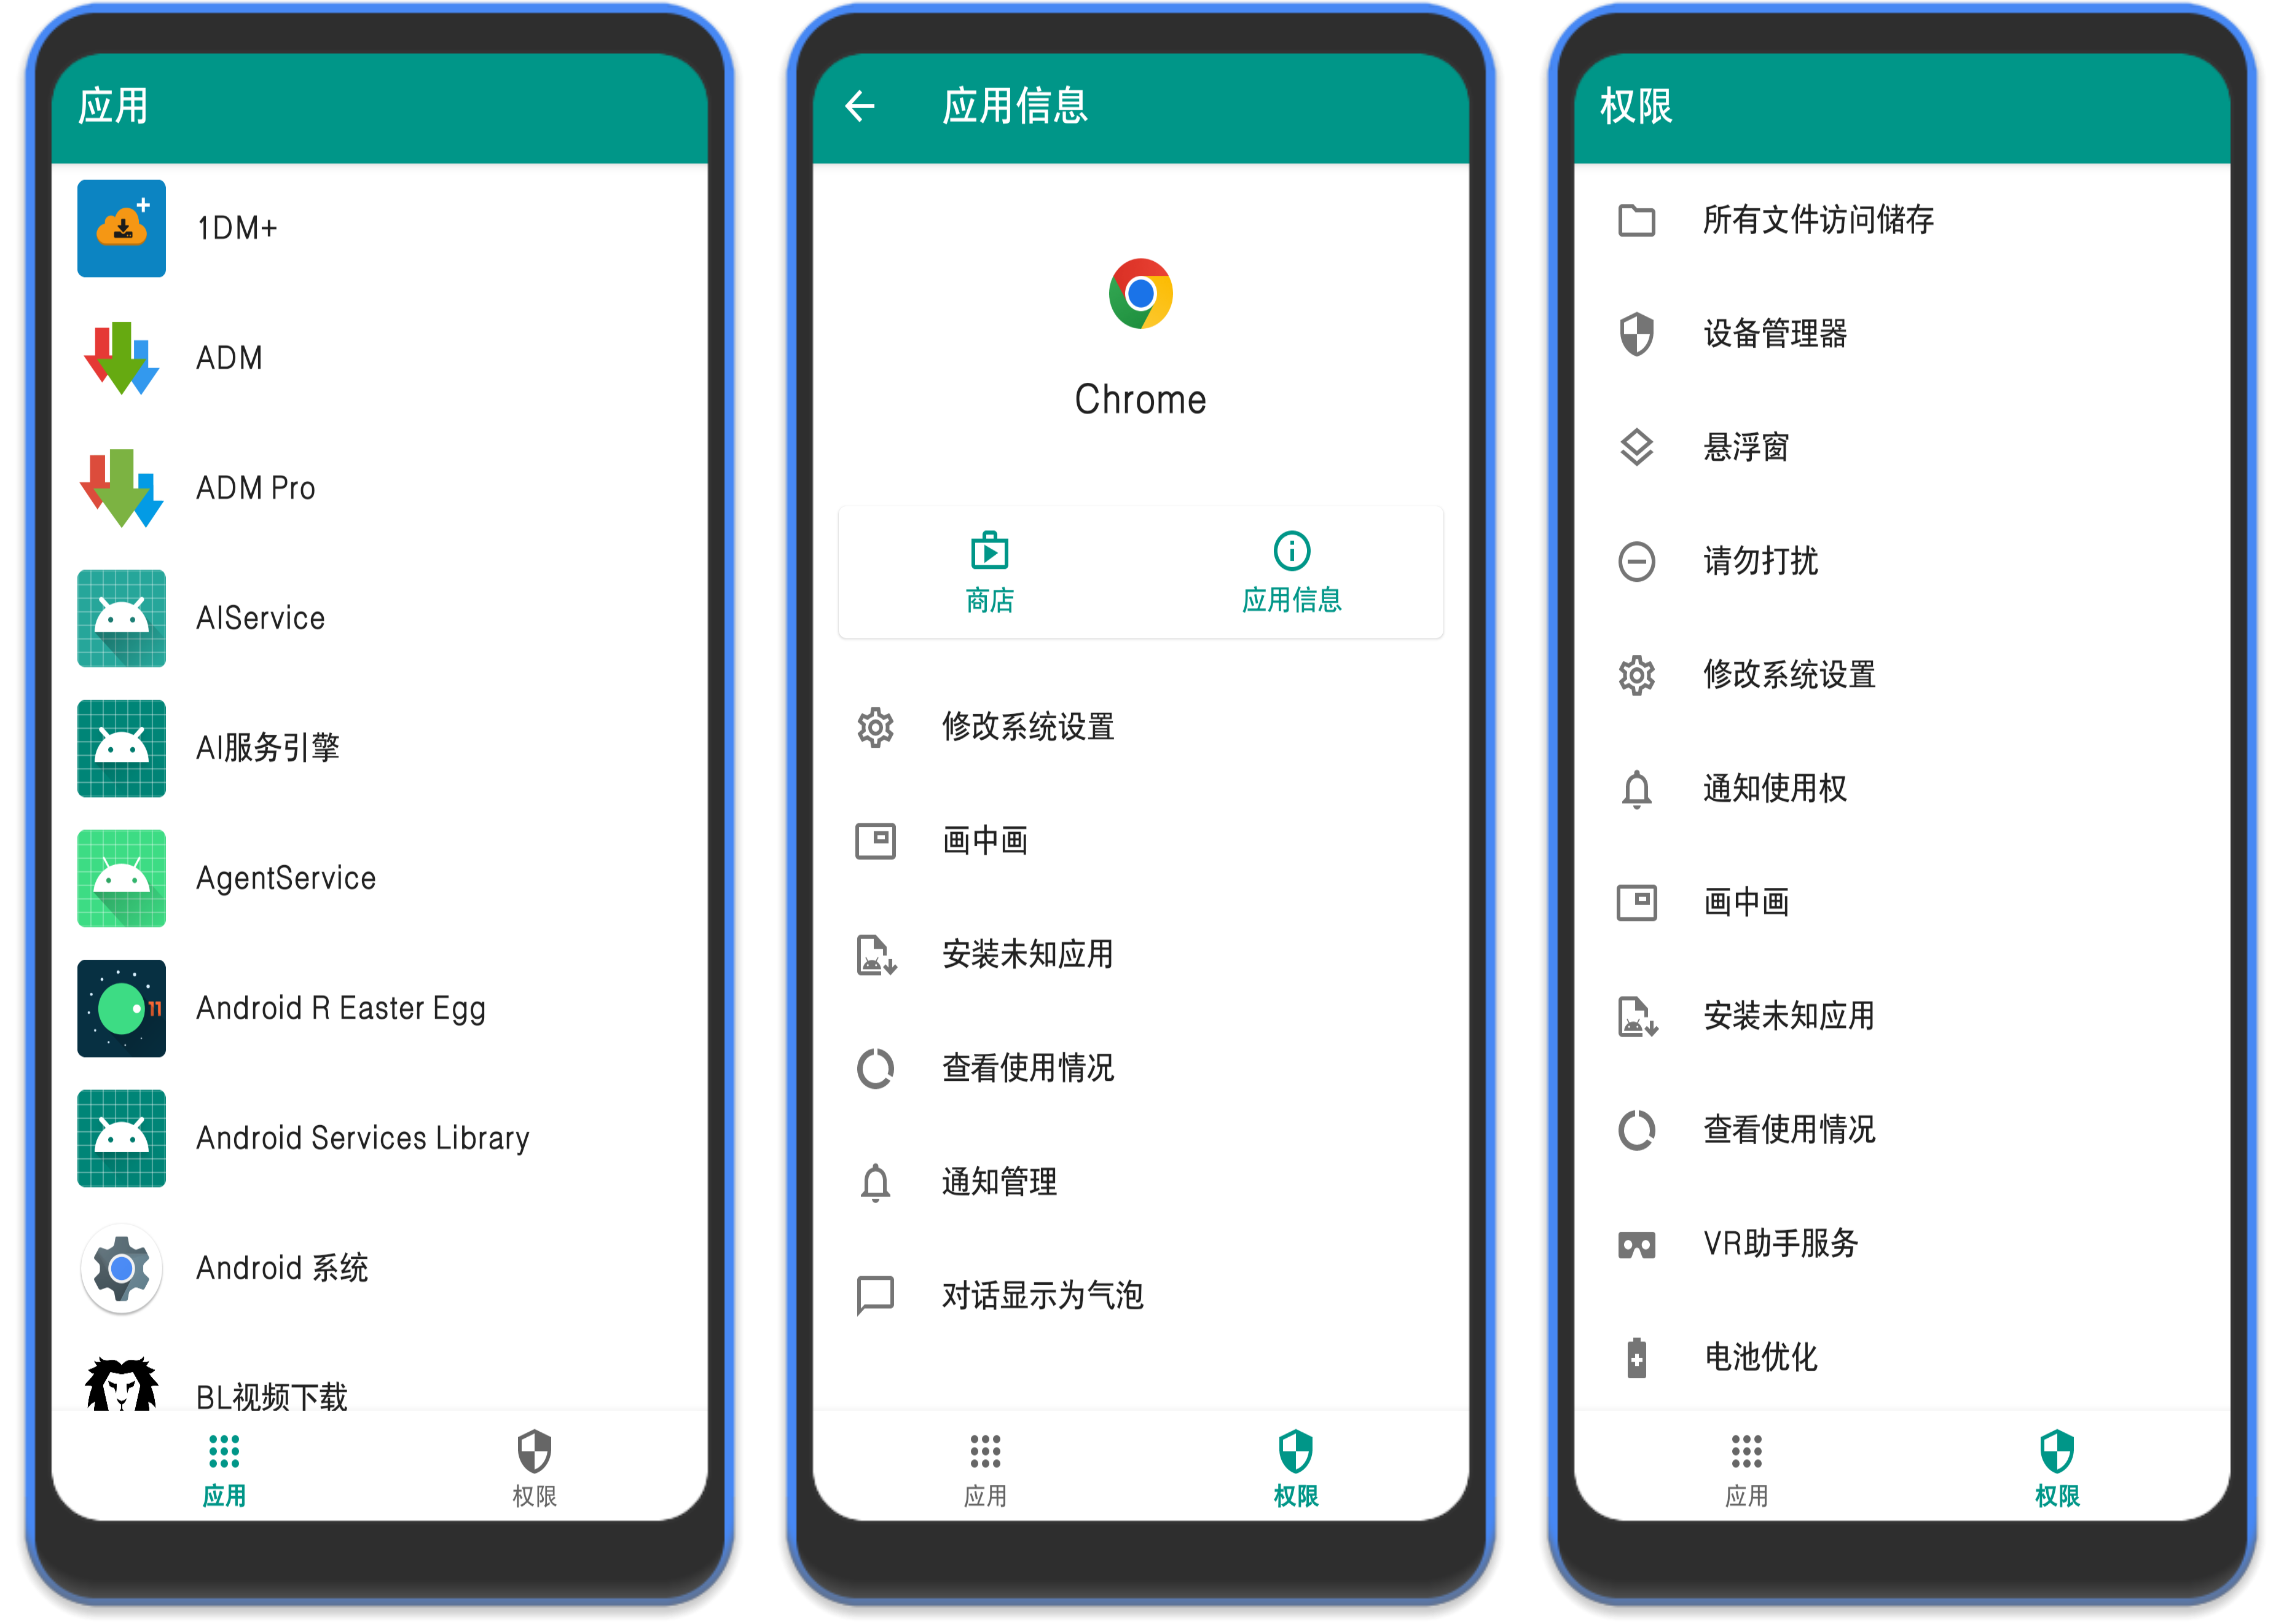 应用
1DM+
ADM
ADM Pro
AIService
AI服务引擎
AgentService
Android R Easter Egg
11
Android Services Library
Android 系统
BL视频下载
应用
权限
应用信息
Chrome
商店
应用信息
修改系统设置
画中画
安装未知应用
查看使用情况
通知管理
对话显示为气泡
应用
权限
权限
所有文件访问储存
设备管理器
悬浮窗
请勿打扰
修改系统设置
通知使用权
画中画
安装未知应用
查看使用情况
VR助手服务
电池优化
应用
权限